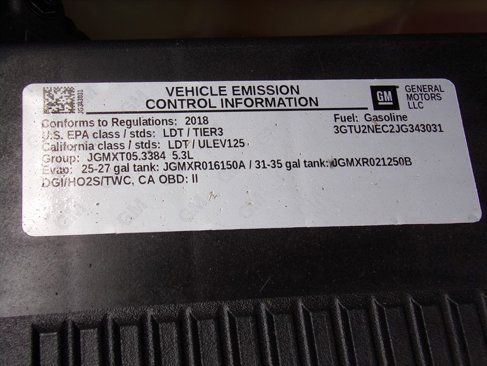 VEHICLE EMISSION
CONTROL INFORMATION
GM
GENERAL
MOTORS
LLC
Conforms to Regulations: 2018
Fuel: Gasoline
U.S. EPA class / stds: LDT / TIER3
3GTU2NEC2JG343031
California class / stds: LDT / ULEV125
Group: JGMXT05.3384 5.3L
Evap: 25-27 gal tank: JGMXR016150A / 31-35 gal tank: JGMXR021250B
DGI/HO2S/TWC, CA OBD: II